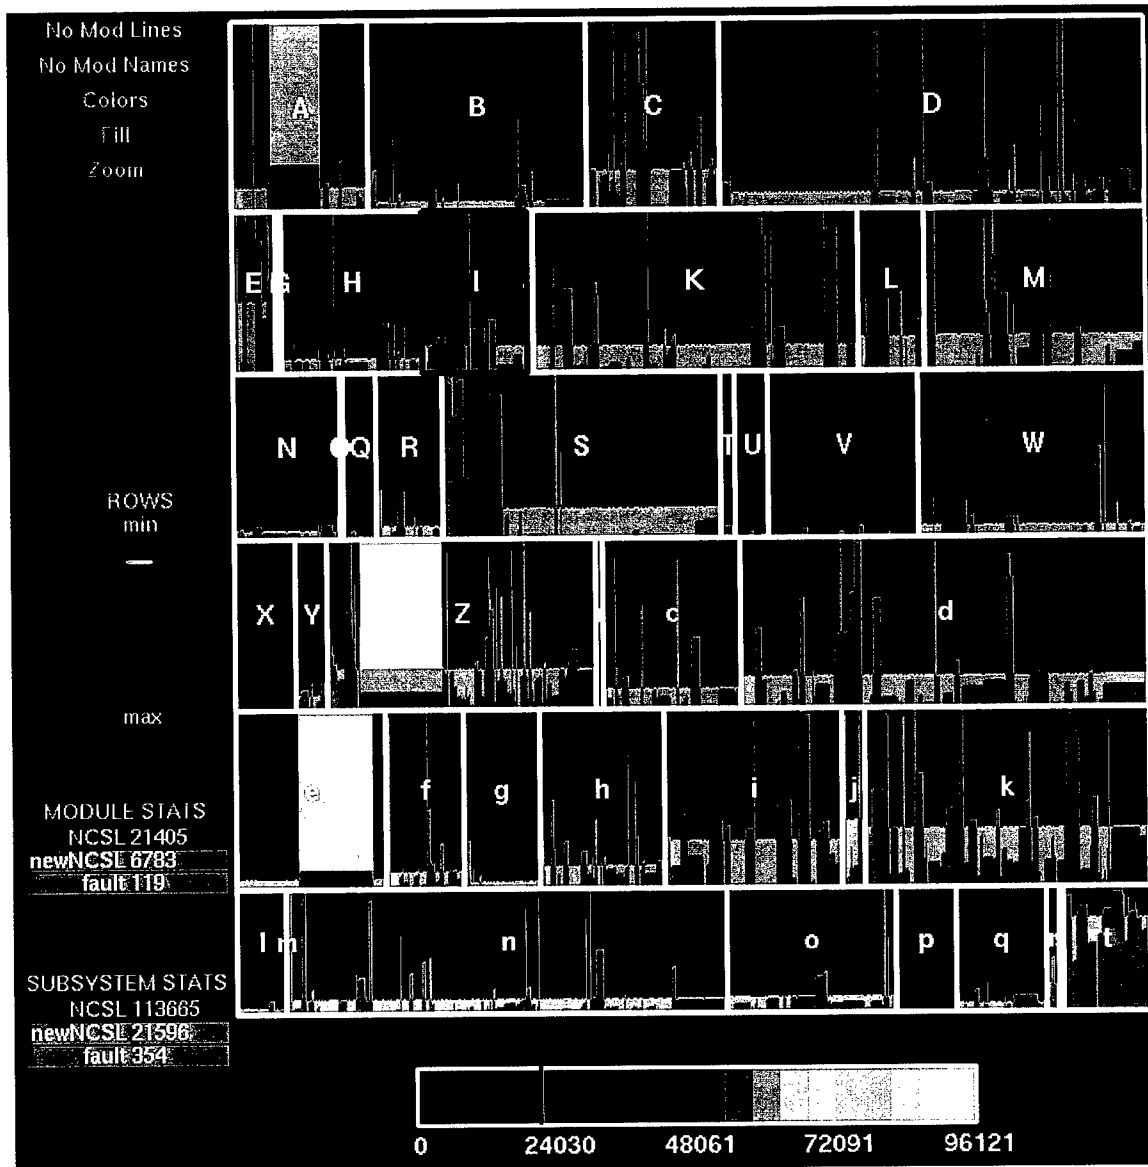 No Mod Lines
No Mod Names
Colors
Fill
Zoom
A B C D
E G H I K L M
N Q R S T U V W
ROWS
min
X Y Z c d
max
e f g h i j k
MODULE STATS
NCSL 21405
newNCSL 6783
fault 119
l m n o p q s t
SUBSYSTEM STATS
NCSL 113665
newNCSL 21596
fault 354
0 24030 48061 72091 96121